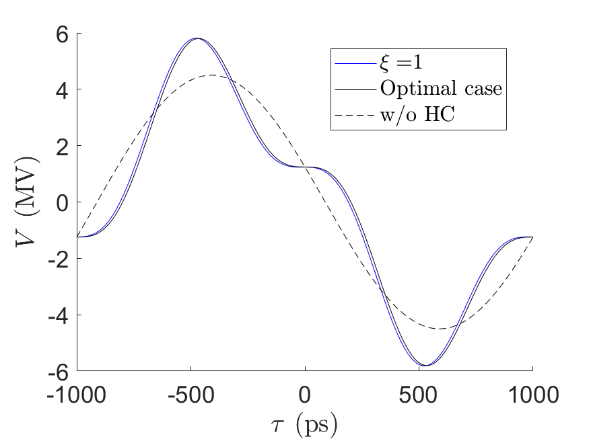 6
4
2
0
-2
-4
-6
V (MV)
-1000 -500 0 500 1000
τ (ps)
ξ =1
Optimal case
w/o HC